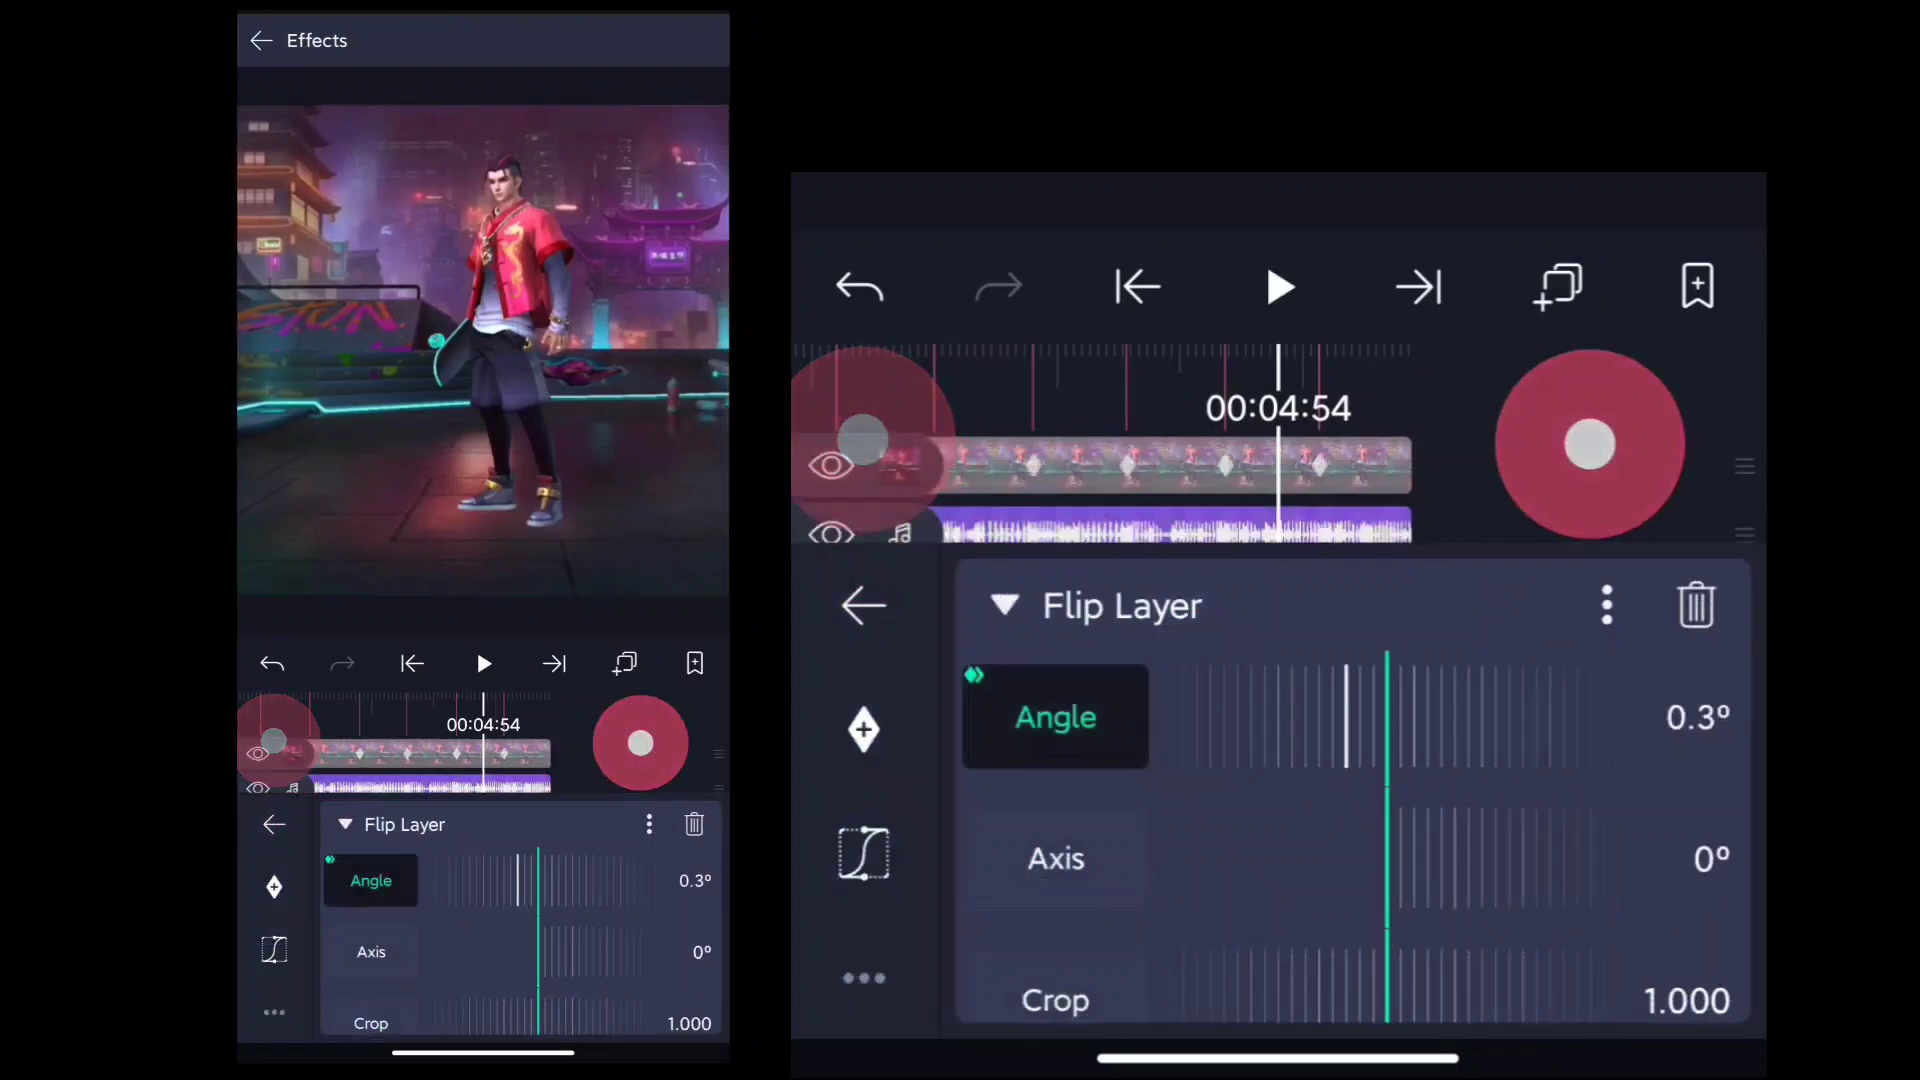 Effects
00:04:54
Flip Layer
Angle
0.3°
Axis
0°
Crop
1.000
00:04:54
Flip Layer
Angle
0.3°
Axis
0°
Crop
1.000